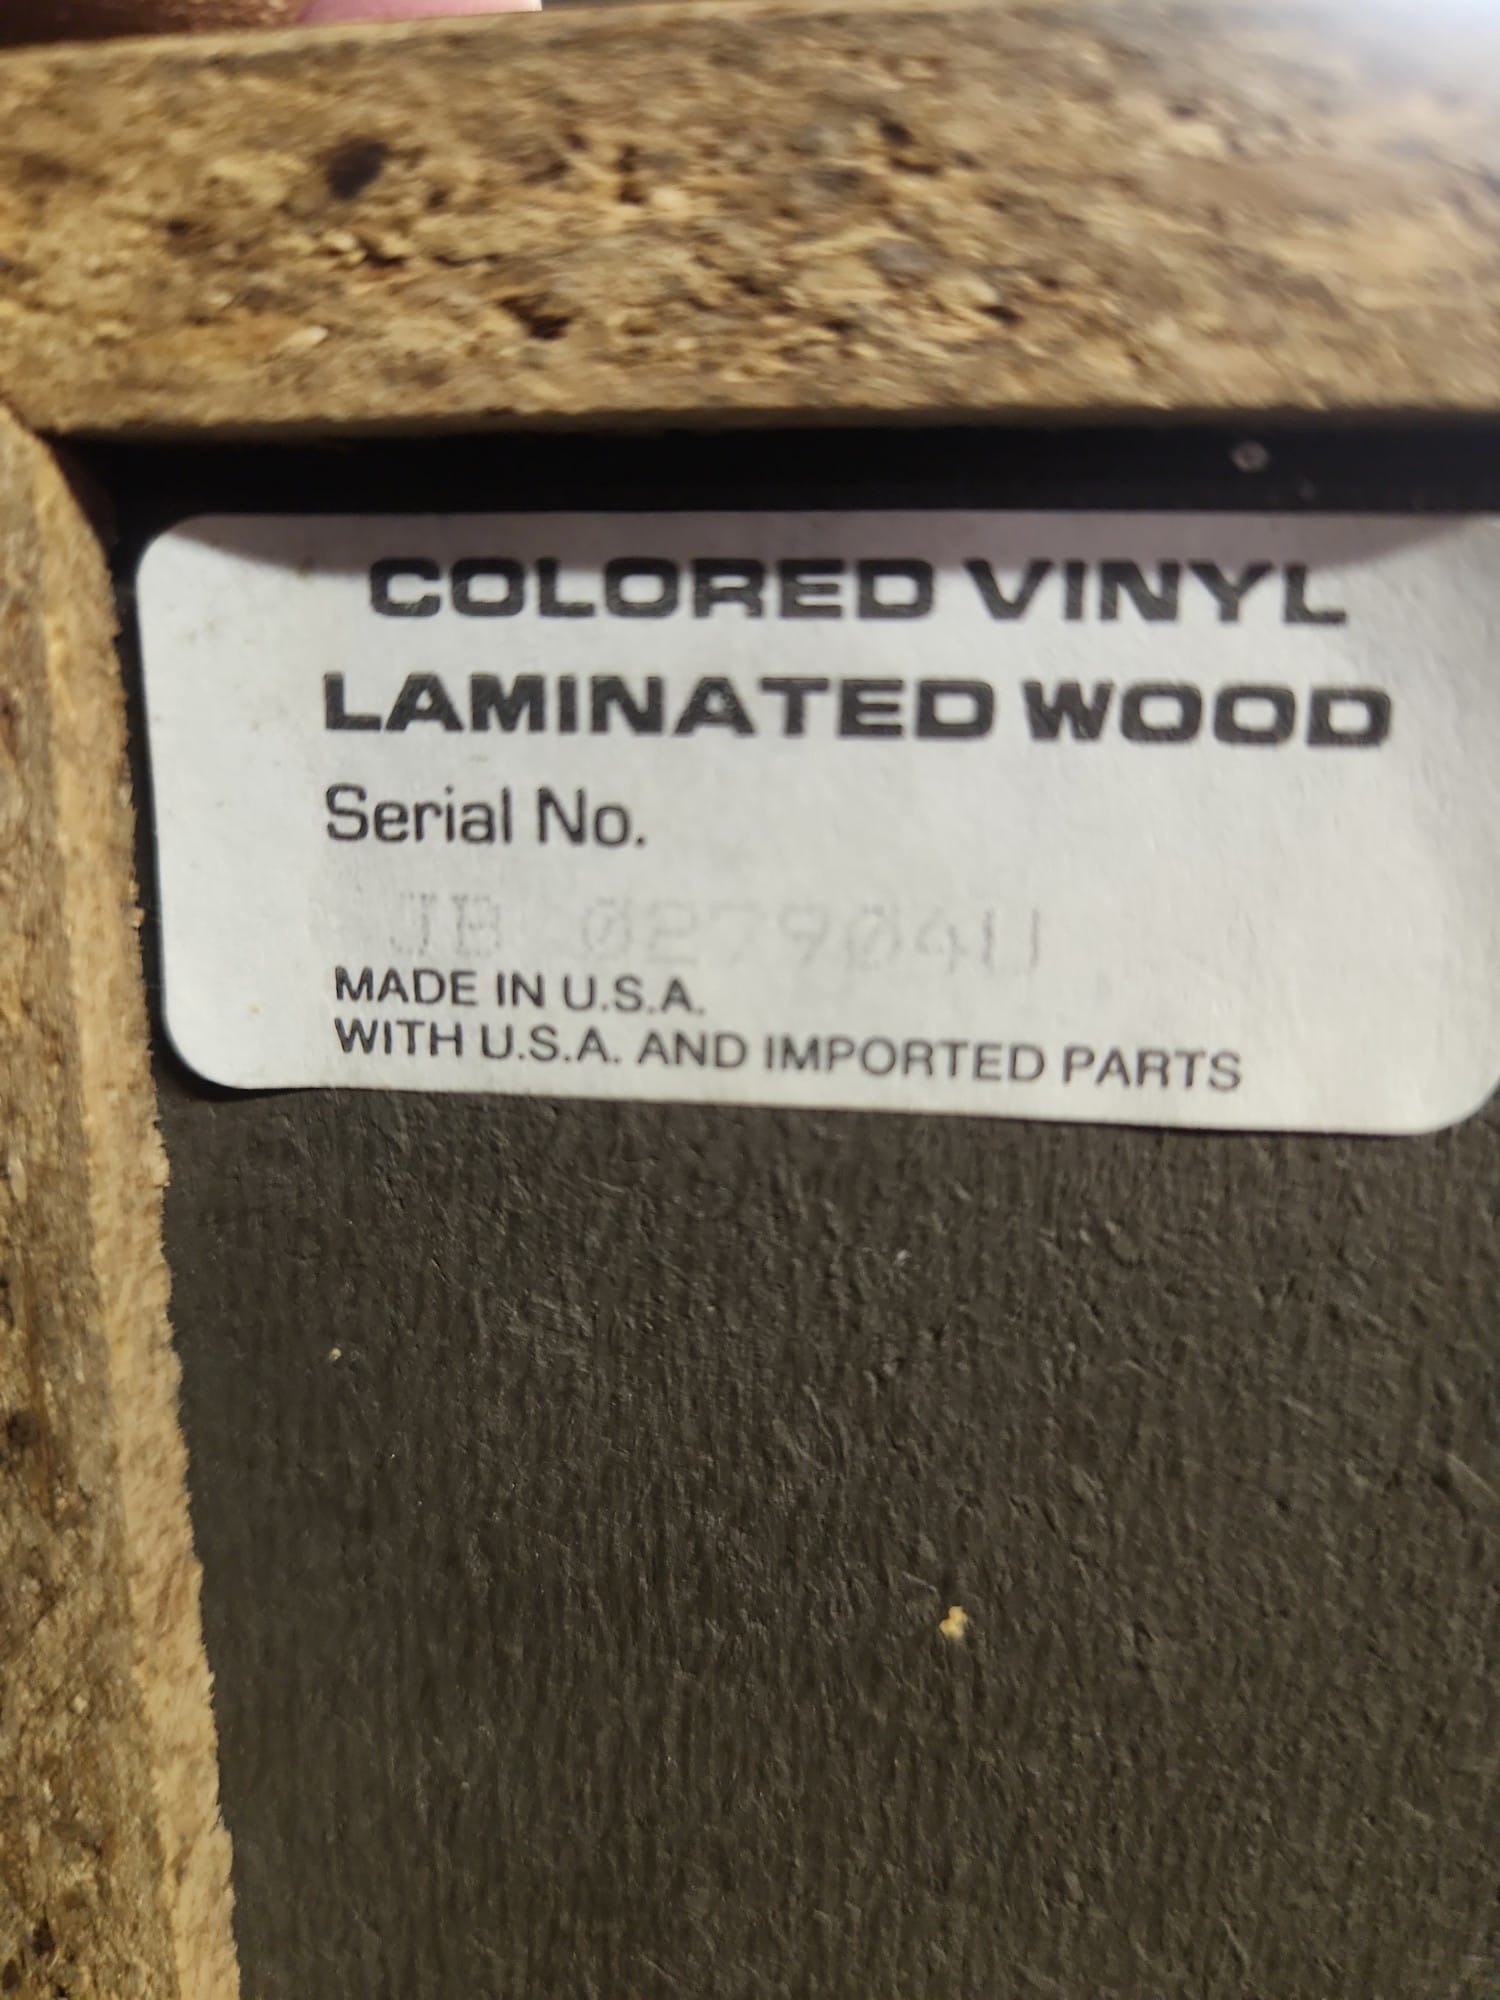 COLORED VINYL
LAMINATED WOOD
Serial No.
JB 027904U
MADE IN U.S.A.
WITH U.S.A. AND IMPORTED PARTS